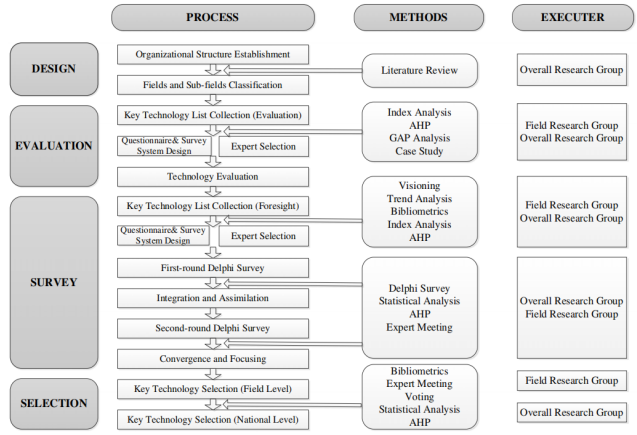 PROCESS
METHODS
EXECUTER
DESIGN
Organizational Structure Establishment
Fields and Sub-fields Classification
Literature Review
Overall Research Group
EVALUATION
Key Technology List Collection (Evaluation)
Questionnaire& Survey
System Design
Expert Selection
Technology Evaluation
Index Analysis
AHP
GAP Analysis
Case Study
Field Research Group
Overall Research Group
SURVEY
Key Technology List Collection (Foresight)
Questionnaire& Survey
System Design
Expert Selection
Visioning
Trend Analysis
Bibliometrics
Index Analysis
AHP
Field Research Group
Overall Research Group
First-round Delphi Survey
Integration and Assimilation
Second-round Delphi Survey
Convergence and Focusing
Delphi Survey
Statistical Analysis
AHP
Expert Meeting
Overall Research Group
Field Research Group
SELECTION
Key Technology Selection (Field Level)
Key Technology Selection (National Level)
Bibliometrics
Expert Meeting
Voting
Statistical Analysis
AHP
Field Research Group
Overall Research Group